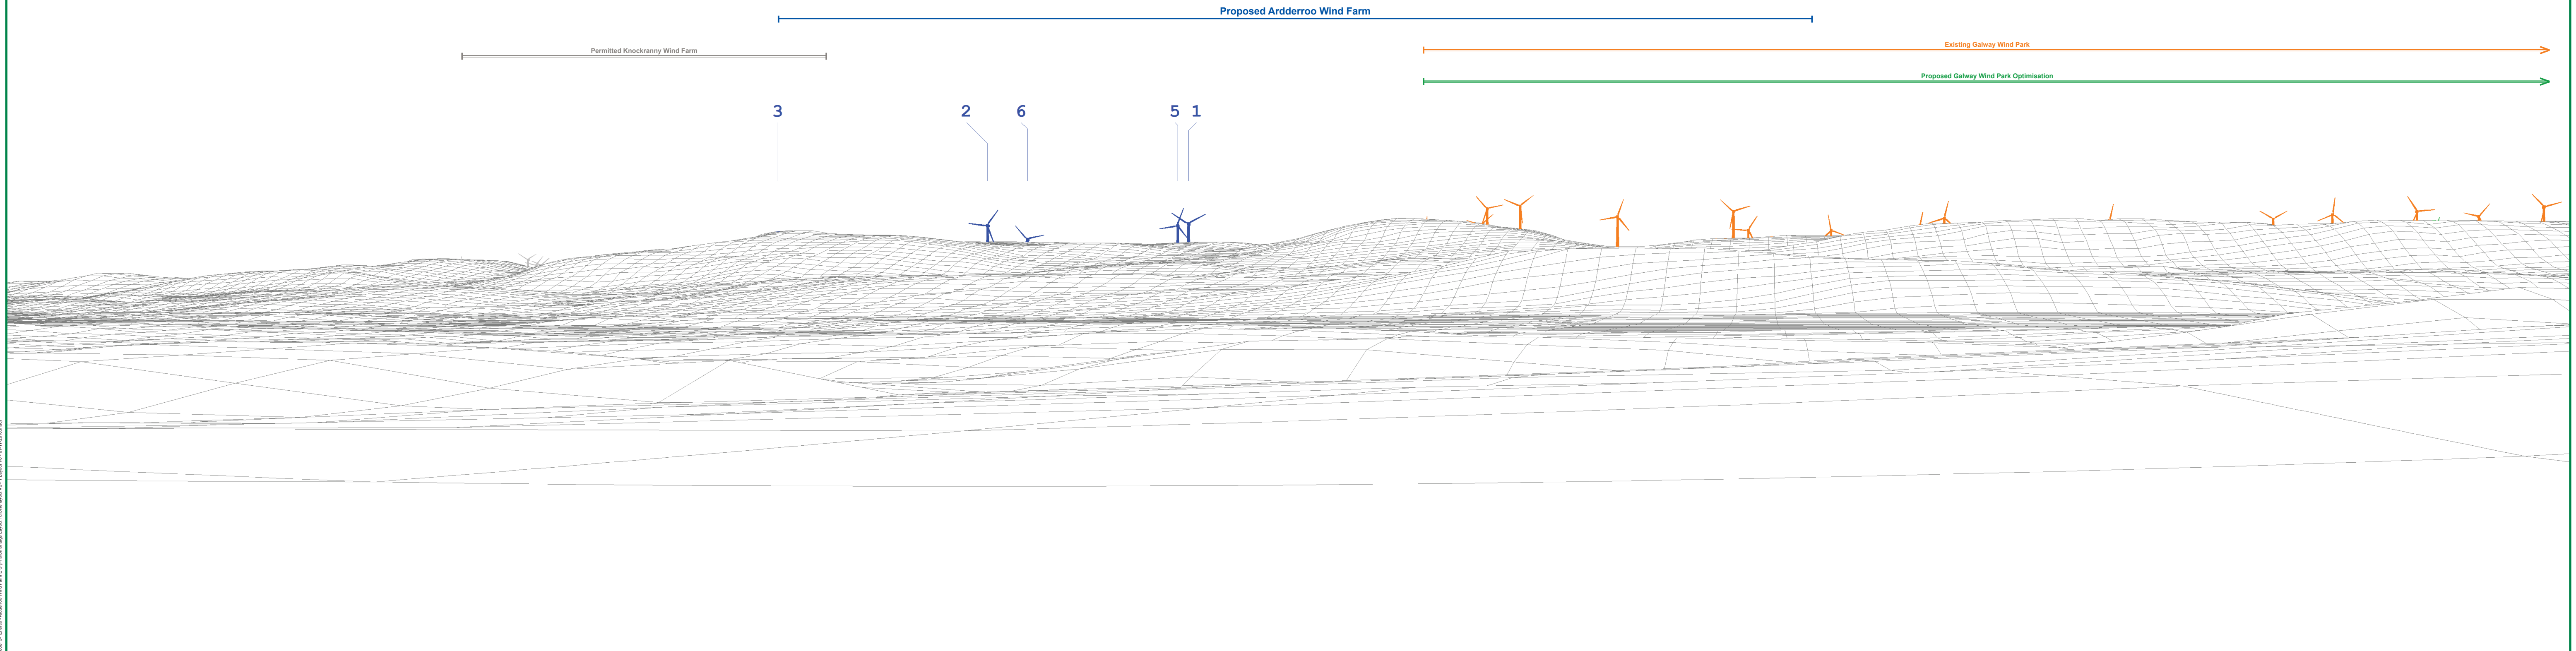 Proposed Ardderroo Wind Farm
Existing Galway Wind Park
Permitted Knockranny Wind Farm
Proposed Galway Wind Park Optimisation
3 2 6 5 1